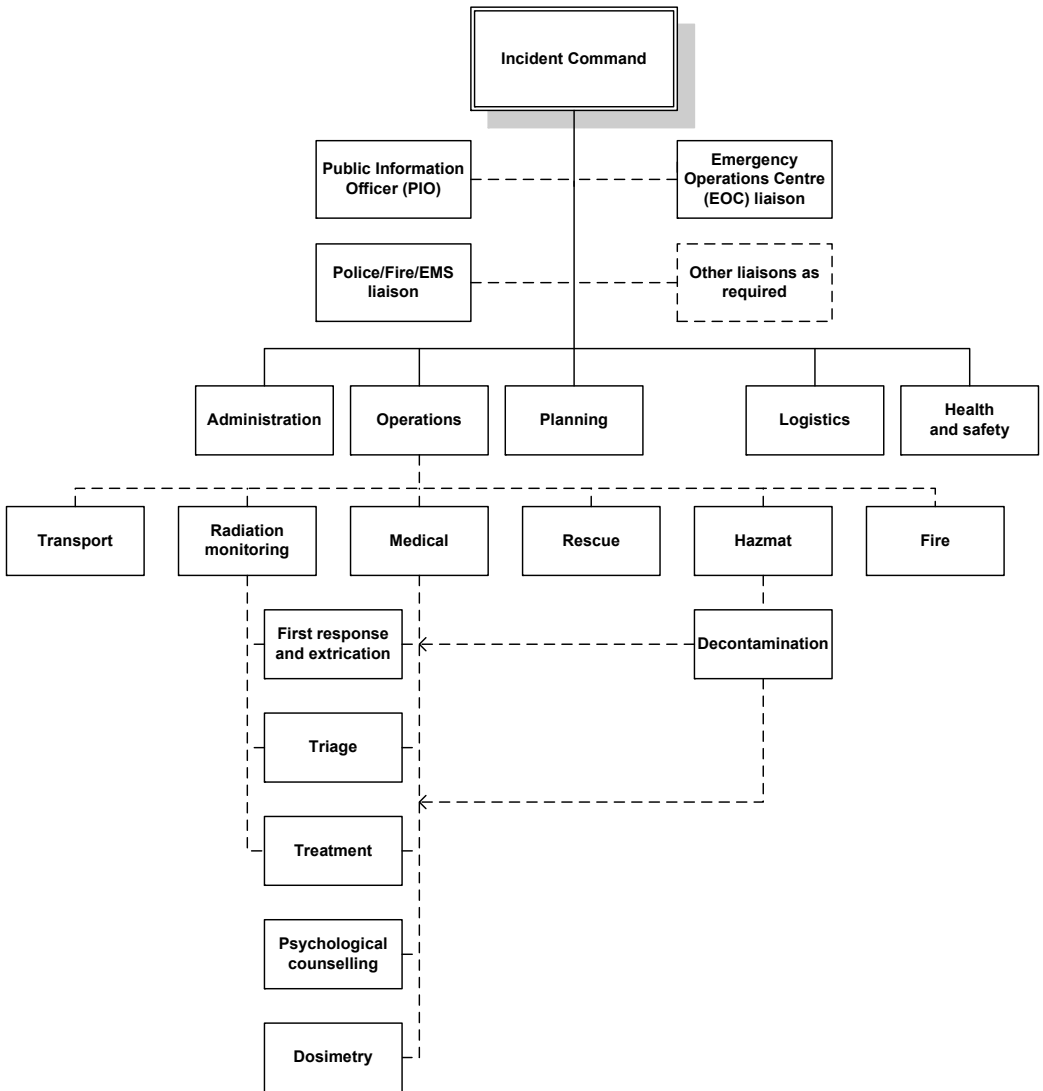 Incident Command
Public Information
Officer (PIO)
Emergency
Operations Centre
(EOC) liaison
Police/Fire/EMS
liaison
Other liaisons as
required
Administration
Operations
Planning
Logistics
Health
and safety
Transport
Radiation
monitoring
Medical
Rescue
Hazmat
Fire
First response
and extrication
Decontamination
Triage
Treatment
Psychological
counselling
Dosimetry